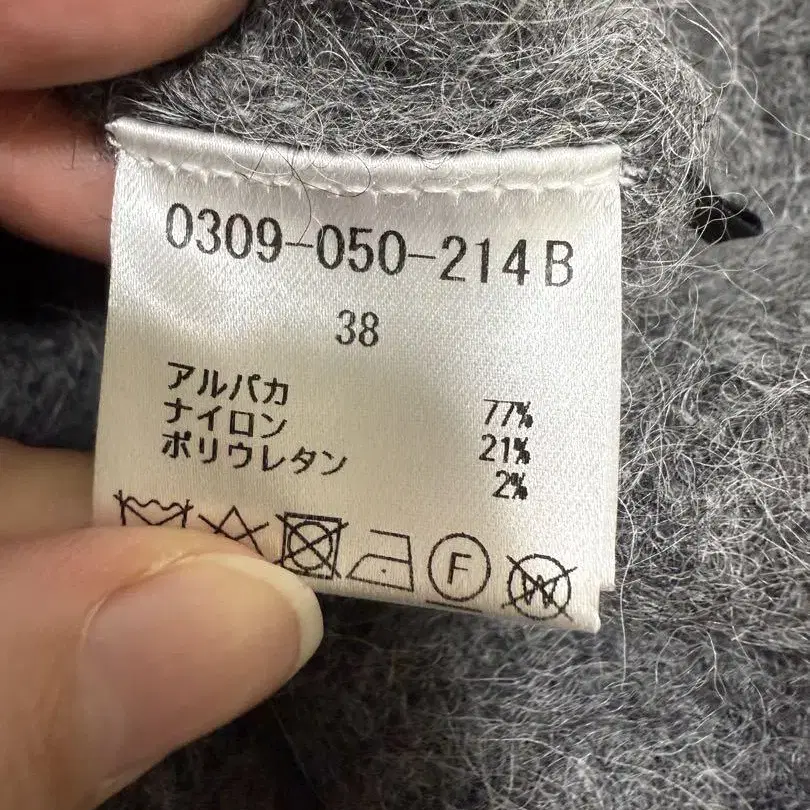 0309-050-214 B
38
アルパカ 77%
ナイロン 21%
ポリウレタン 2%
F W